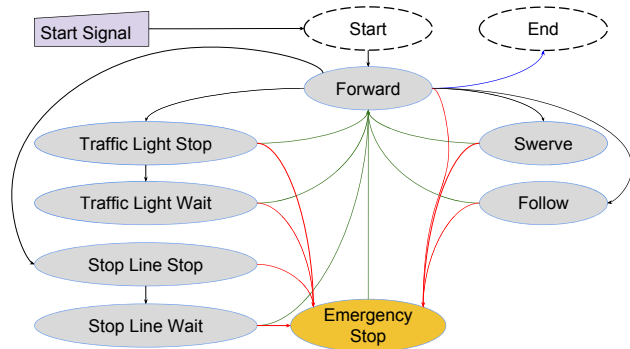 Start Signal
Start
End
Forward
Traffic Light Stop
Swerve
Traffic Light Wait
Follow
Stop Line Stop
Stop Line Wait
Emergency
Stop